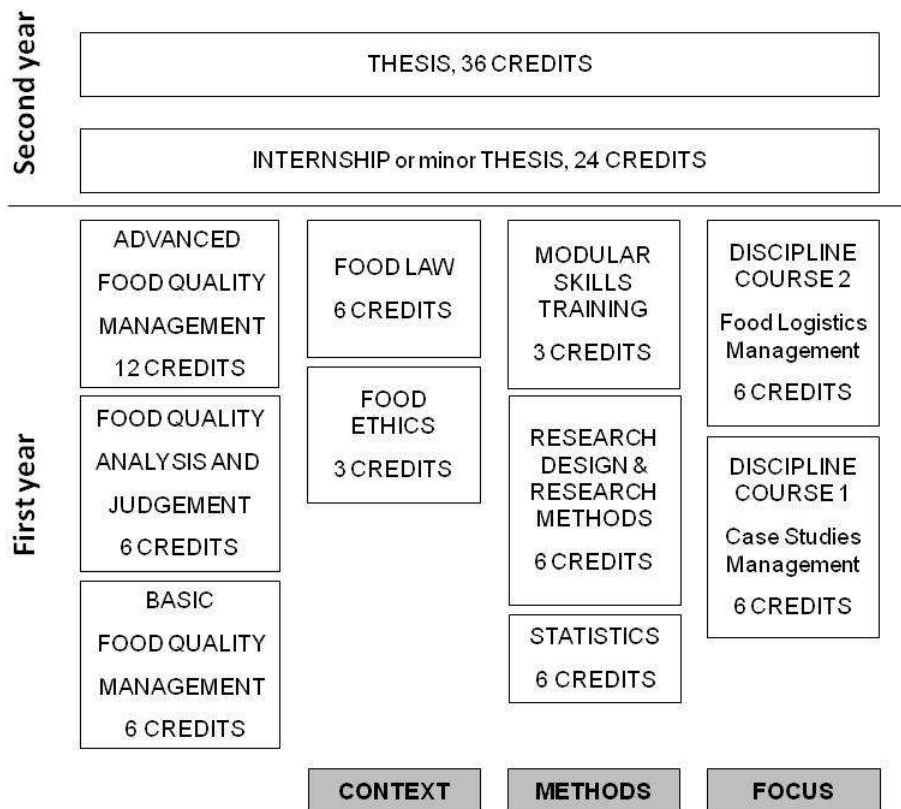 Second year
THESIS, 36 CREDITS
INTERNSHIP or minor THESIS, 24 CREDITS
First year
ADVANCED
FOOD QUALITY
MANAGEMENT
12 CREDITS
FOOD QUALITY
ANALYSIS AND
JUDGEMENT
6 CREDITS
BASIC
FOOD QUALITY
MANAGEMENT
6 CREDITS
FOOD LAW
6 CREDITS
FOOD
ETHICS
3 CREDITS
CONTEXT
MODULAR
SKILLS
TRAINING
3 CREDITS
RESEARCH
DESIGN &
RESEARCH
METHODS
6 CREDITS
STATISTICS
6 CREDITS
METHODS
DISCIPLINE
COURSE 2
Food Logistics
Management
6 CREDITS
DISCIPLINE
COURSE 1
Case Studies
Management
6 CREDITS
FOCUS